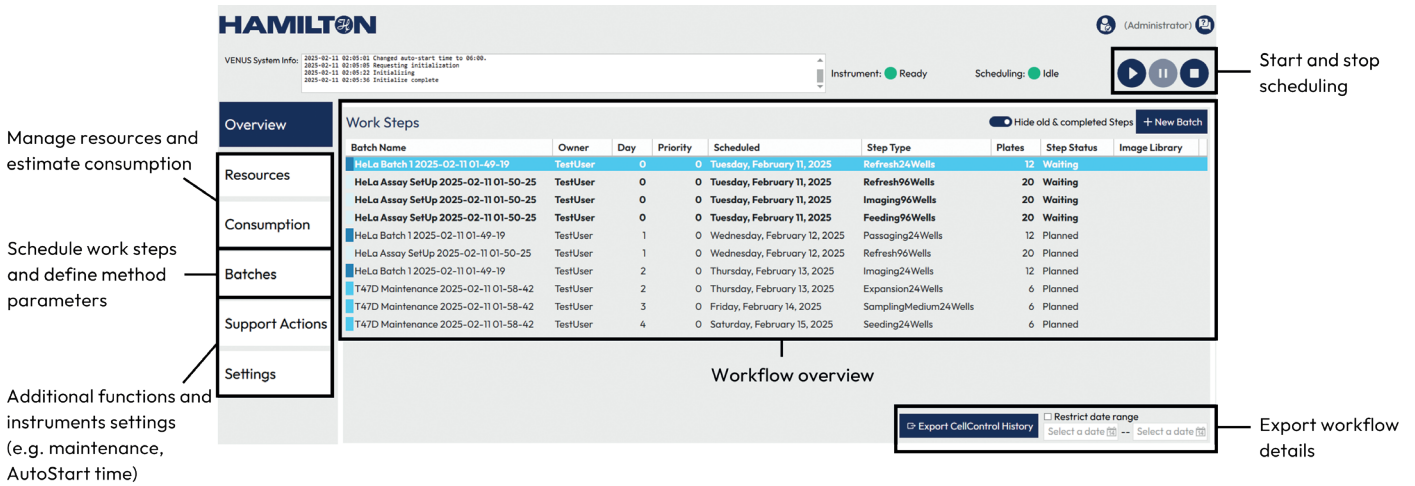 HAMILTON
(Administrator)
VENUS System Info:
2025-02-11 02:05:01 Changed auto-start time to 06:00.
2025-02-11 02:05:05 Requesting initialization
2025-02-11 02:05:22 Initializing
2025-02-11 02:05:36 Initialize complete
Instrument: Ready
Scheduling: Idle
Start and stop
scheduling
Overview
Resources
Consumption
Batches
Support Actions
Settings
Manage resources and
estimate consumption
Schedule work steps
and define method
parameters
Additional functions and
instruments settings
(e.g. maintenance,
AutoStart time)
Work Steps
Hide old & completed Steps
+ New Batch
Batch Name Owner Day Priority Scheduled Step Type Plates Step Status Image Library
HeLa Batch 1 2025-02-11 01-49-19 TestUser 0 0 Tuesday, February 11, 2025 Refresh24Wells 12 Waiting
HeLa Assay SetUp 2025-02-11 01-50-25 TestUser 0 0 Tuesday, February 11, 2025 Refresh96Wells 20 Waiting
HeLa Assay SetUp 2025-02-11 01-50-25 TestUser 0 0 Tuesday, February 11, 2025 Imaging96Wells 20 Waiting
HeLa Assay SetUp 2025-02-11 01-50-25 TestUser 0 0 Tuesday, February 11, 2025 Feeding96Wells 20 Waiting
HeLa Batch 1 2025-02-11 01-49-19 TestUser 1 0 Wednesday, February 12, 2025 Passaging24Wells 12 Planned
HeLa Assay SetUp 2025-02-11 01-50-25 TestUser 1 0 Wednesday, February 12, 2025 Refresh96Wells 20 Planned
HeLa Batch 1 2025-02-11 01-49-19 TestUser 2 0 Thursday, February 13, 2025 Imaging24Wells 12 Planned
T47D Maintenance 2025-02-11 01-58-42 TestUser 2 0 Thursday, February 13, 2025 Expansion24Wells 6 Planned
T47D Maintenance 2025-02-11 01-58-42 TestUser 3 0 Friday, February 14, 2025 SamplingMedium24Wells 6 Planned
T47D Maintenance 2025-02-11 01-58-42 TestUser 4 0 Saturday, February 15, 2025 Seeding24Wells 6 Planned
Workflow overview
Export CellControl History
Restrict date range
Select a date -- Select a date
Export workflow
details